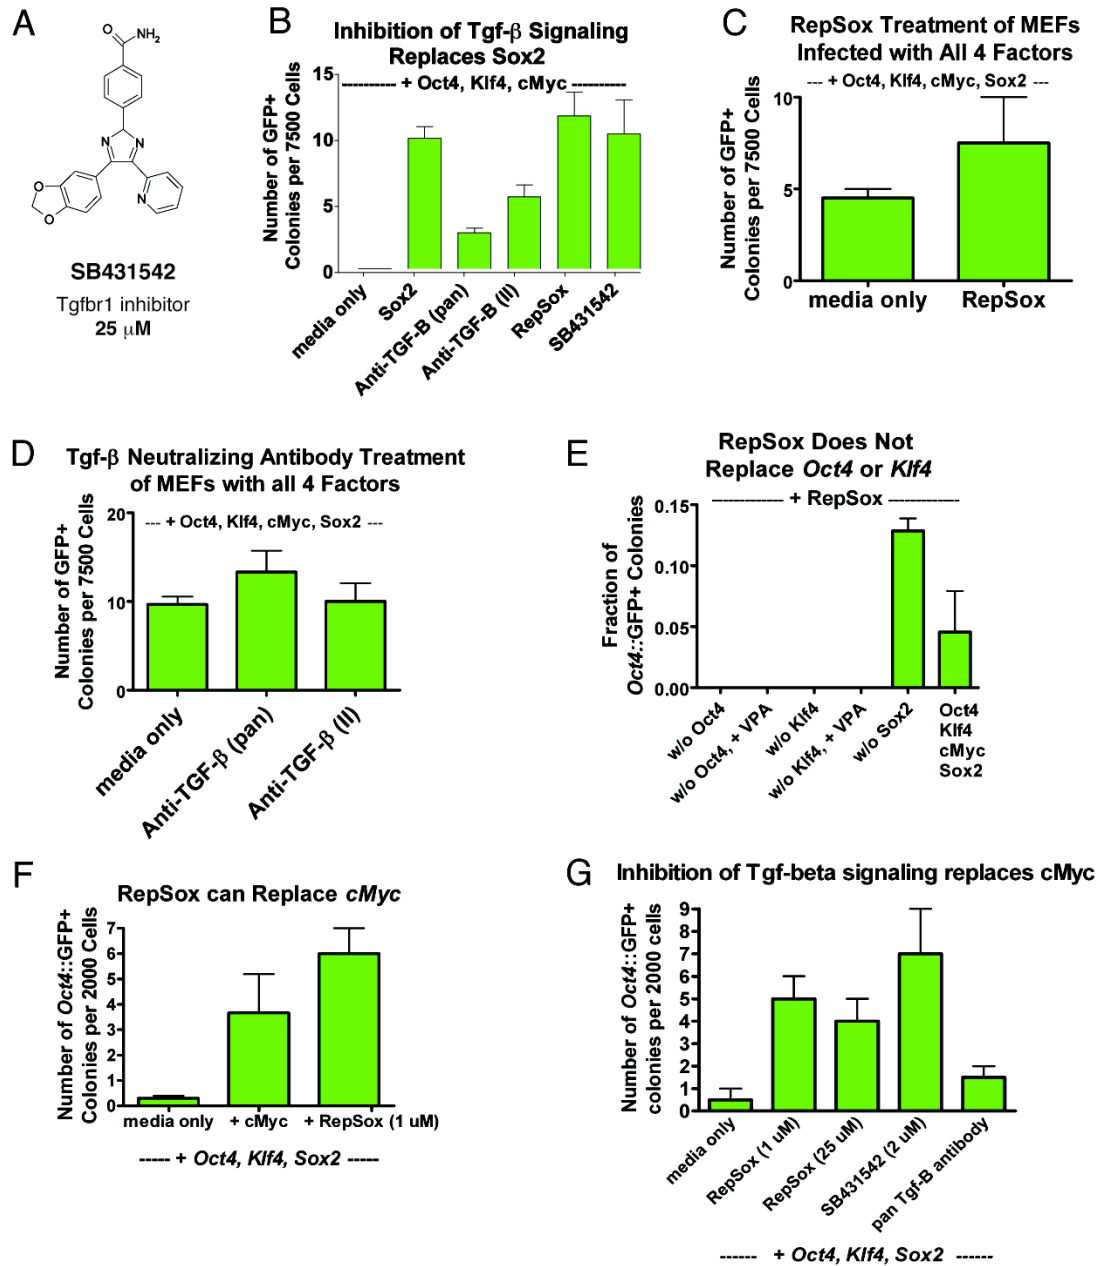 A
O
NH2
N
N
N
O
O
SB431542
Tgfbr1 inhibitor
25 µM
B
Inhibition of Tgf-β Signaling
Replaces Sox2
---------- + Oct4, Klf4, cMyc ----------
Number of GFP+
Colonies per 7500 Cells
15
10
5
0
media only
Sox2
Anti-TGF-B (pan)
Anti-TGF-B (II)
RepSox
SB431542
C
RepSox Treatment of MEFs
Infected with All 4 Factors
--- + Oct4, Klf4, cMyc, Sox2 ---
Number of GFP+
Colonies per 7500 Cells
10
5
0
media only
RepSox
D
Tgf-β Neutralizing Antibody Treatment
of MEFs with all 4 Factors
--- + Oct4, Klf4, cMyc, Sox2 ---
Number of GFP+
Colonies per 7500 Cells
20
10
0
media only
Anti-TGF-β (pan)
Anti-TGF-β (II)
E
RepSox Does Not
Replace Oct4 or Klf4
------------- + RepSox -------------
Fraction of
Oct4::GFP+ Colonies
0.15
0.10
0.05
0.00
w/o Oct4
w/o Oct4, + VPA
w/o Klf4
w/o Klf4, + VPA
w/o Sox2
Oct4
Klf4
cMyc
Sox2
F
RepSox can Replace cMyc
Number of Oct4::GFP+
Colonies per 2000 Cells
7
6
5
4
3
2
1
0
media only
+ cMyc
+ RepSox (1 uM)
----- + Oct4, Klf4, Sox2 -----
G
Inhibition of Tgf-beta signaling replaces cMyc
Number of Oct4::GFP+
colonies per 2000 cells
9
8
7
6
5
4
3
2
1
0
media only
RepSox (1 uM)
RepSox (25 uM)
SB431542 (2 uM)
pan Tgf-B antibody
------ + Oct4, Klf4, Sox2 ------